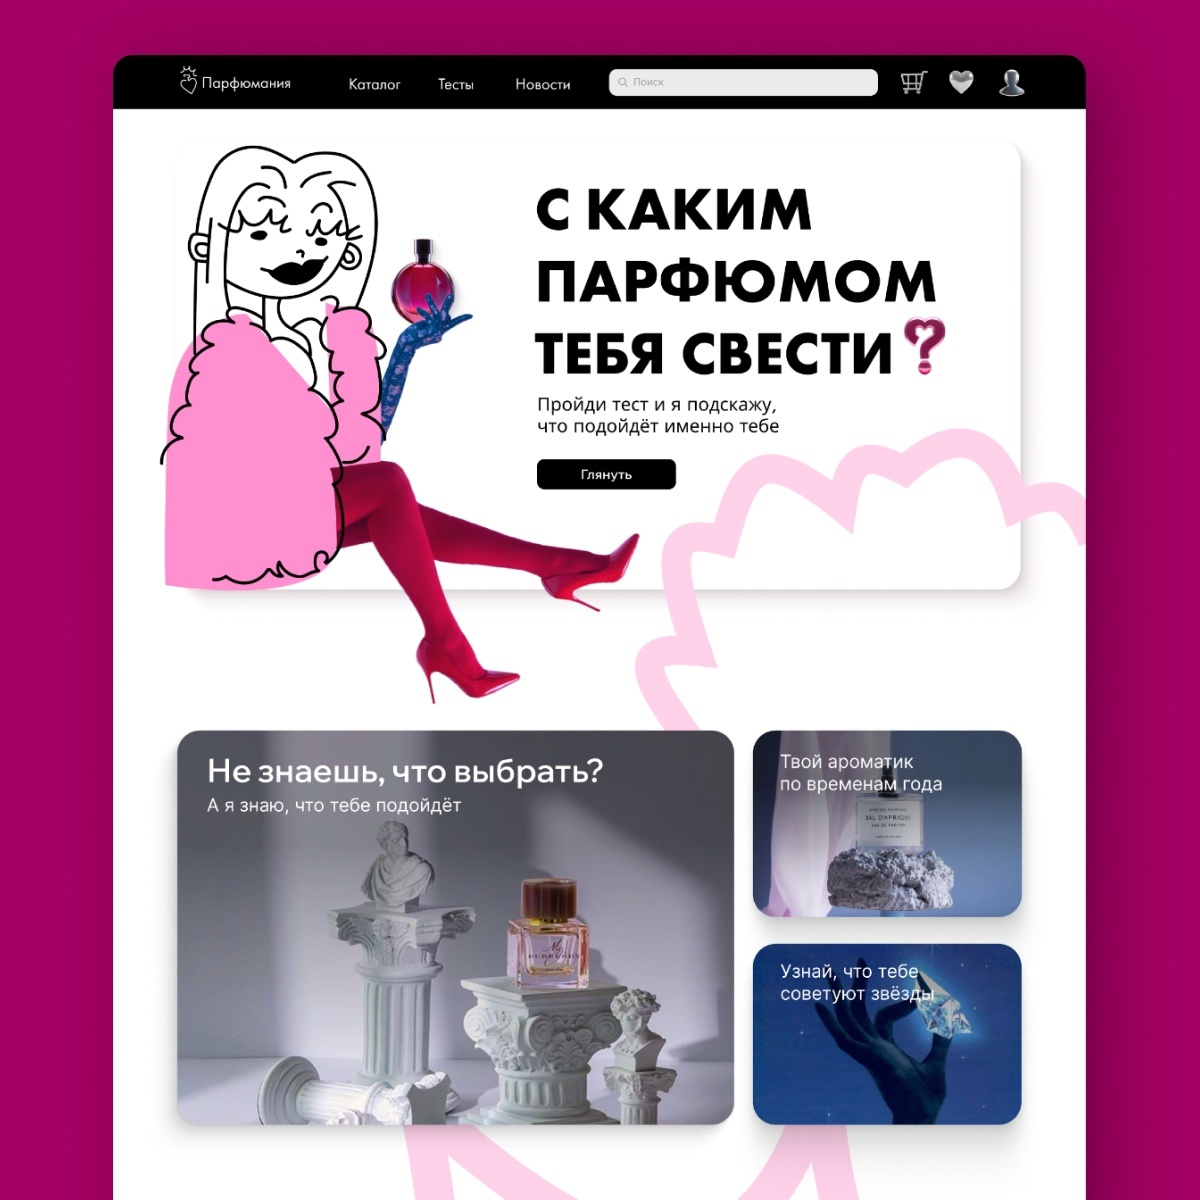 Парфюмания
Каталог
Тесты
Новости
Поиск
С КАКИМ
ПАРФЮМОМ
ТЕБЯ СВЕСТИ?
Пройди тест и я подскажу,
что подойдёт именно тебе
Глянуть
Не знаешь, что выбрать?
А я знаю, что тебе подойдёт
My
BURBERRY
Твой ароматик
по временам года
BAL D'AFRIQUE
EAU DE PARFUM
Узнай, что тебе
советуют звёзды